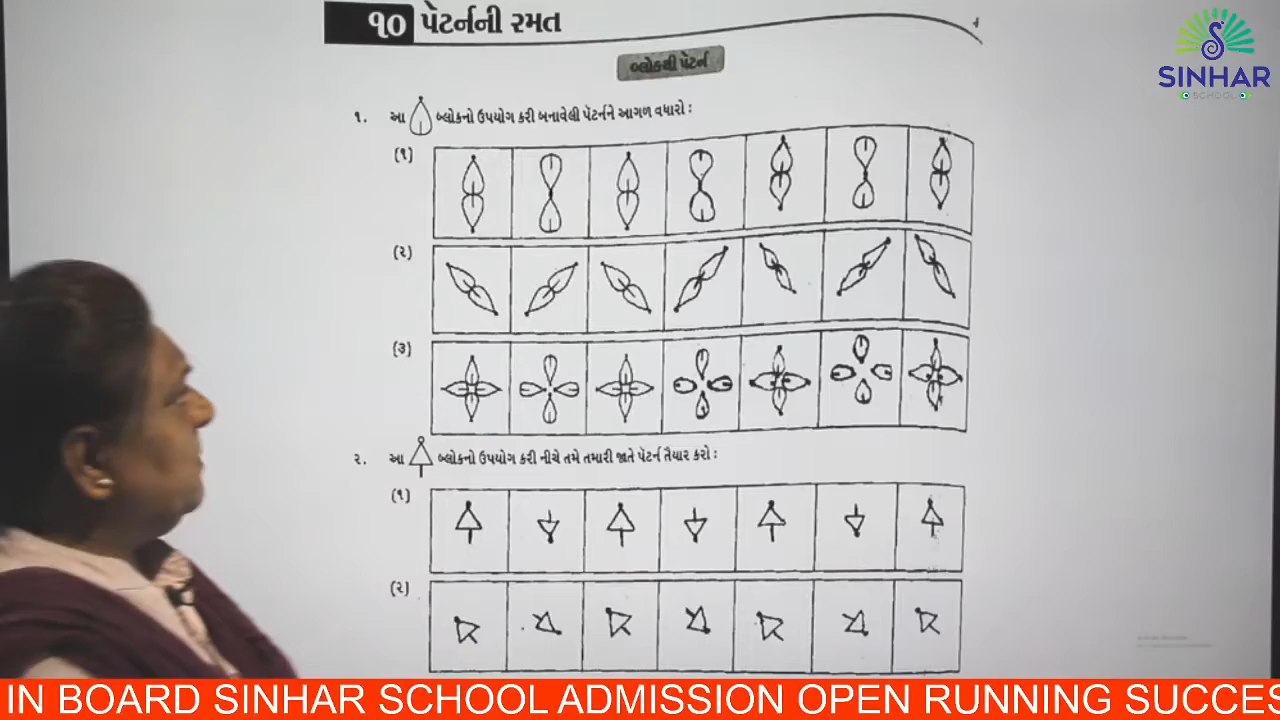 ૧૦ પેટર્નની રમત
બ્લોકથી પેટર્ન
SINHAR
SCHOOL
૧. આ બ્લોકનો ઉપયોગ કરી બનાવેલી પૅટર્નને આગળ વધારો :
(૧)
(૨)
(૩)
૨. આ બ્લોકનો ઉપયોગ કરી નીચે તમે તમારી જાતે પૅટર્ન તૈયાર કરો :
(૧)
(૨)
IN BOARD SINHAR SCHOOL ADMISSION OPEN RUNNING SUCCES